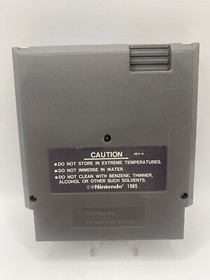 CAUTION
REV-A
• DO NOT STORE IN EXTREME TEMPERATURES.
• DO NOT IMMERSE IN WATER.
• DO NOT CLEAN WITH BENZENE, THINNER,
ALCOHOL OR OTHER SUCH SOLVENTS.
©® Nintendo® 1985
Nintendo